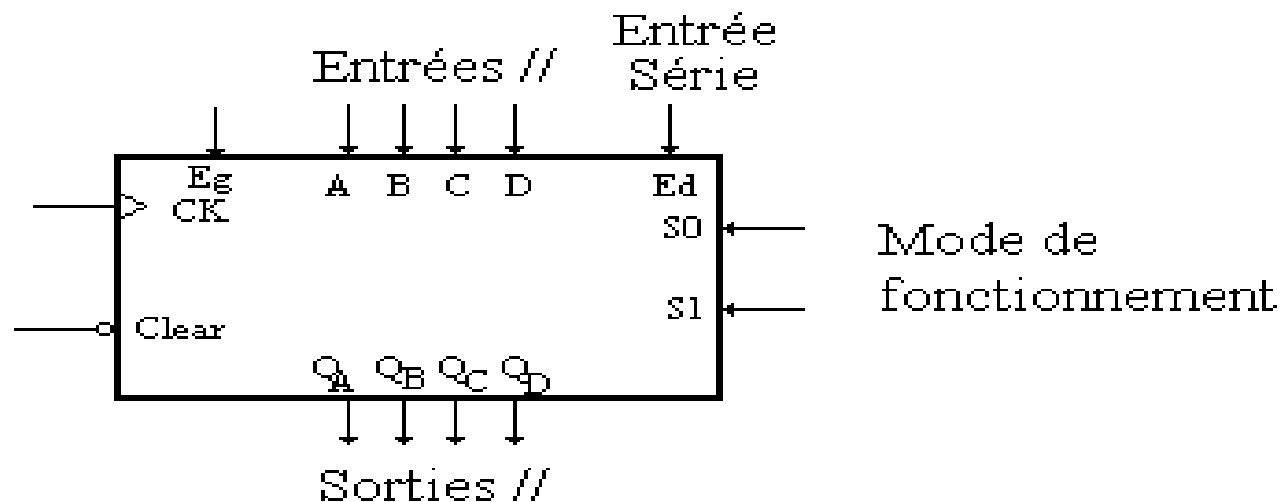 Entrée
Série
Entrées //
Eg A B C D Ed
CK
S0
Mode de
fonctionnement
S1
Clear
QA QB QC QD
Sorties //